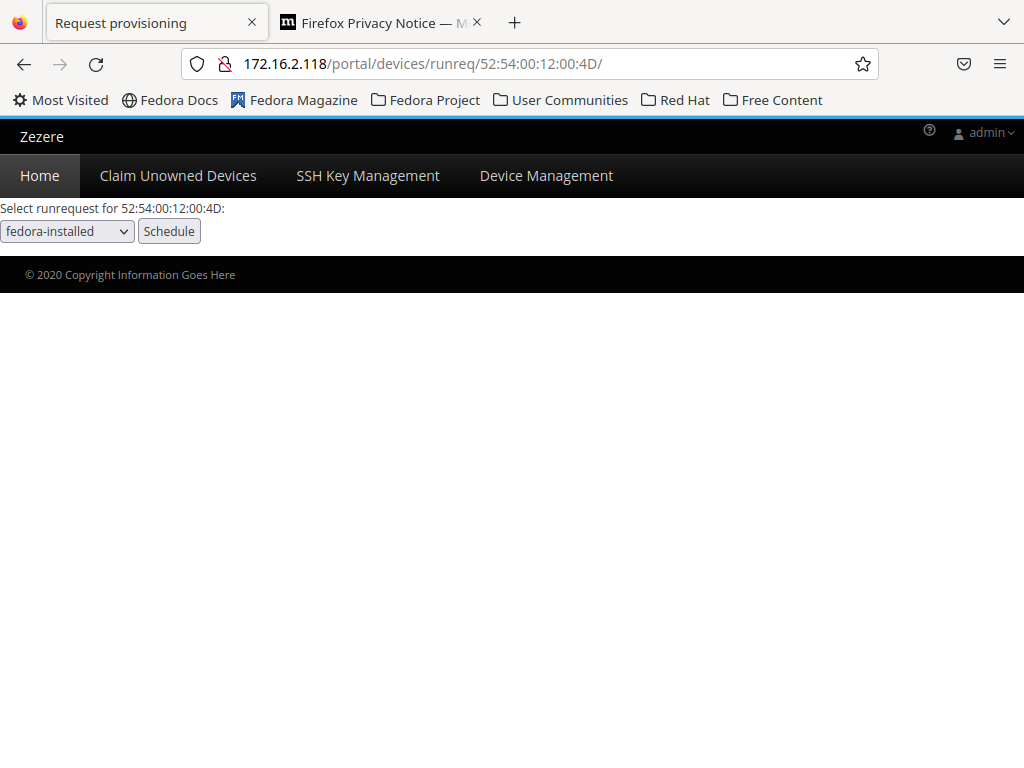 Request provisioning
Firefox Privacy Notice — M
172.16.2.118/portal/devices/runreq/52:54:00:12:00:4D/
Most Visited Fedora Docs Fedora Magazine Fedora Project User Communities Red Hat Free Content
Zezere
admin
Home Claim Unowned Devices SSH Key Management Device Management
Select runrequest for 52:54:00:12:00:4D:
fedora-installed Schedule
© 2020 Copyright Information Goes Here